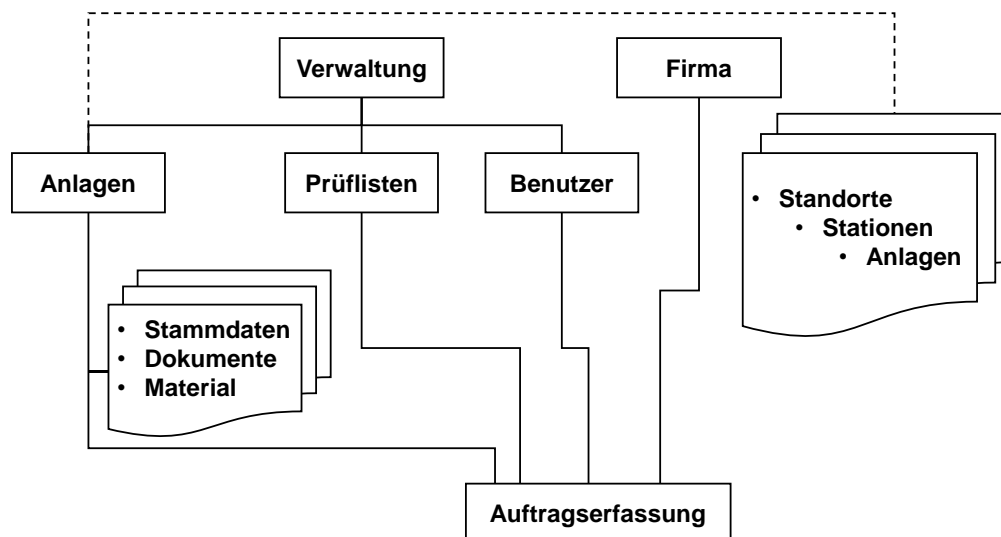 Verwaltung
Firma
Anlagen
Prüflisten
Benutzer
• Standorte
• Stationen
• Anlagen
• Stammdaten
• Dokumente
• Material
Auftragserfassung